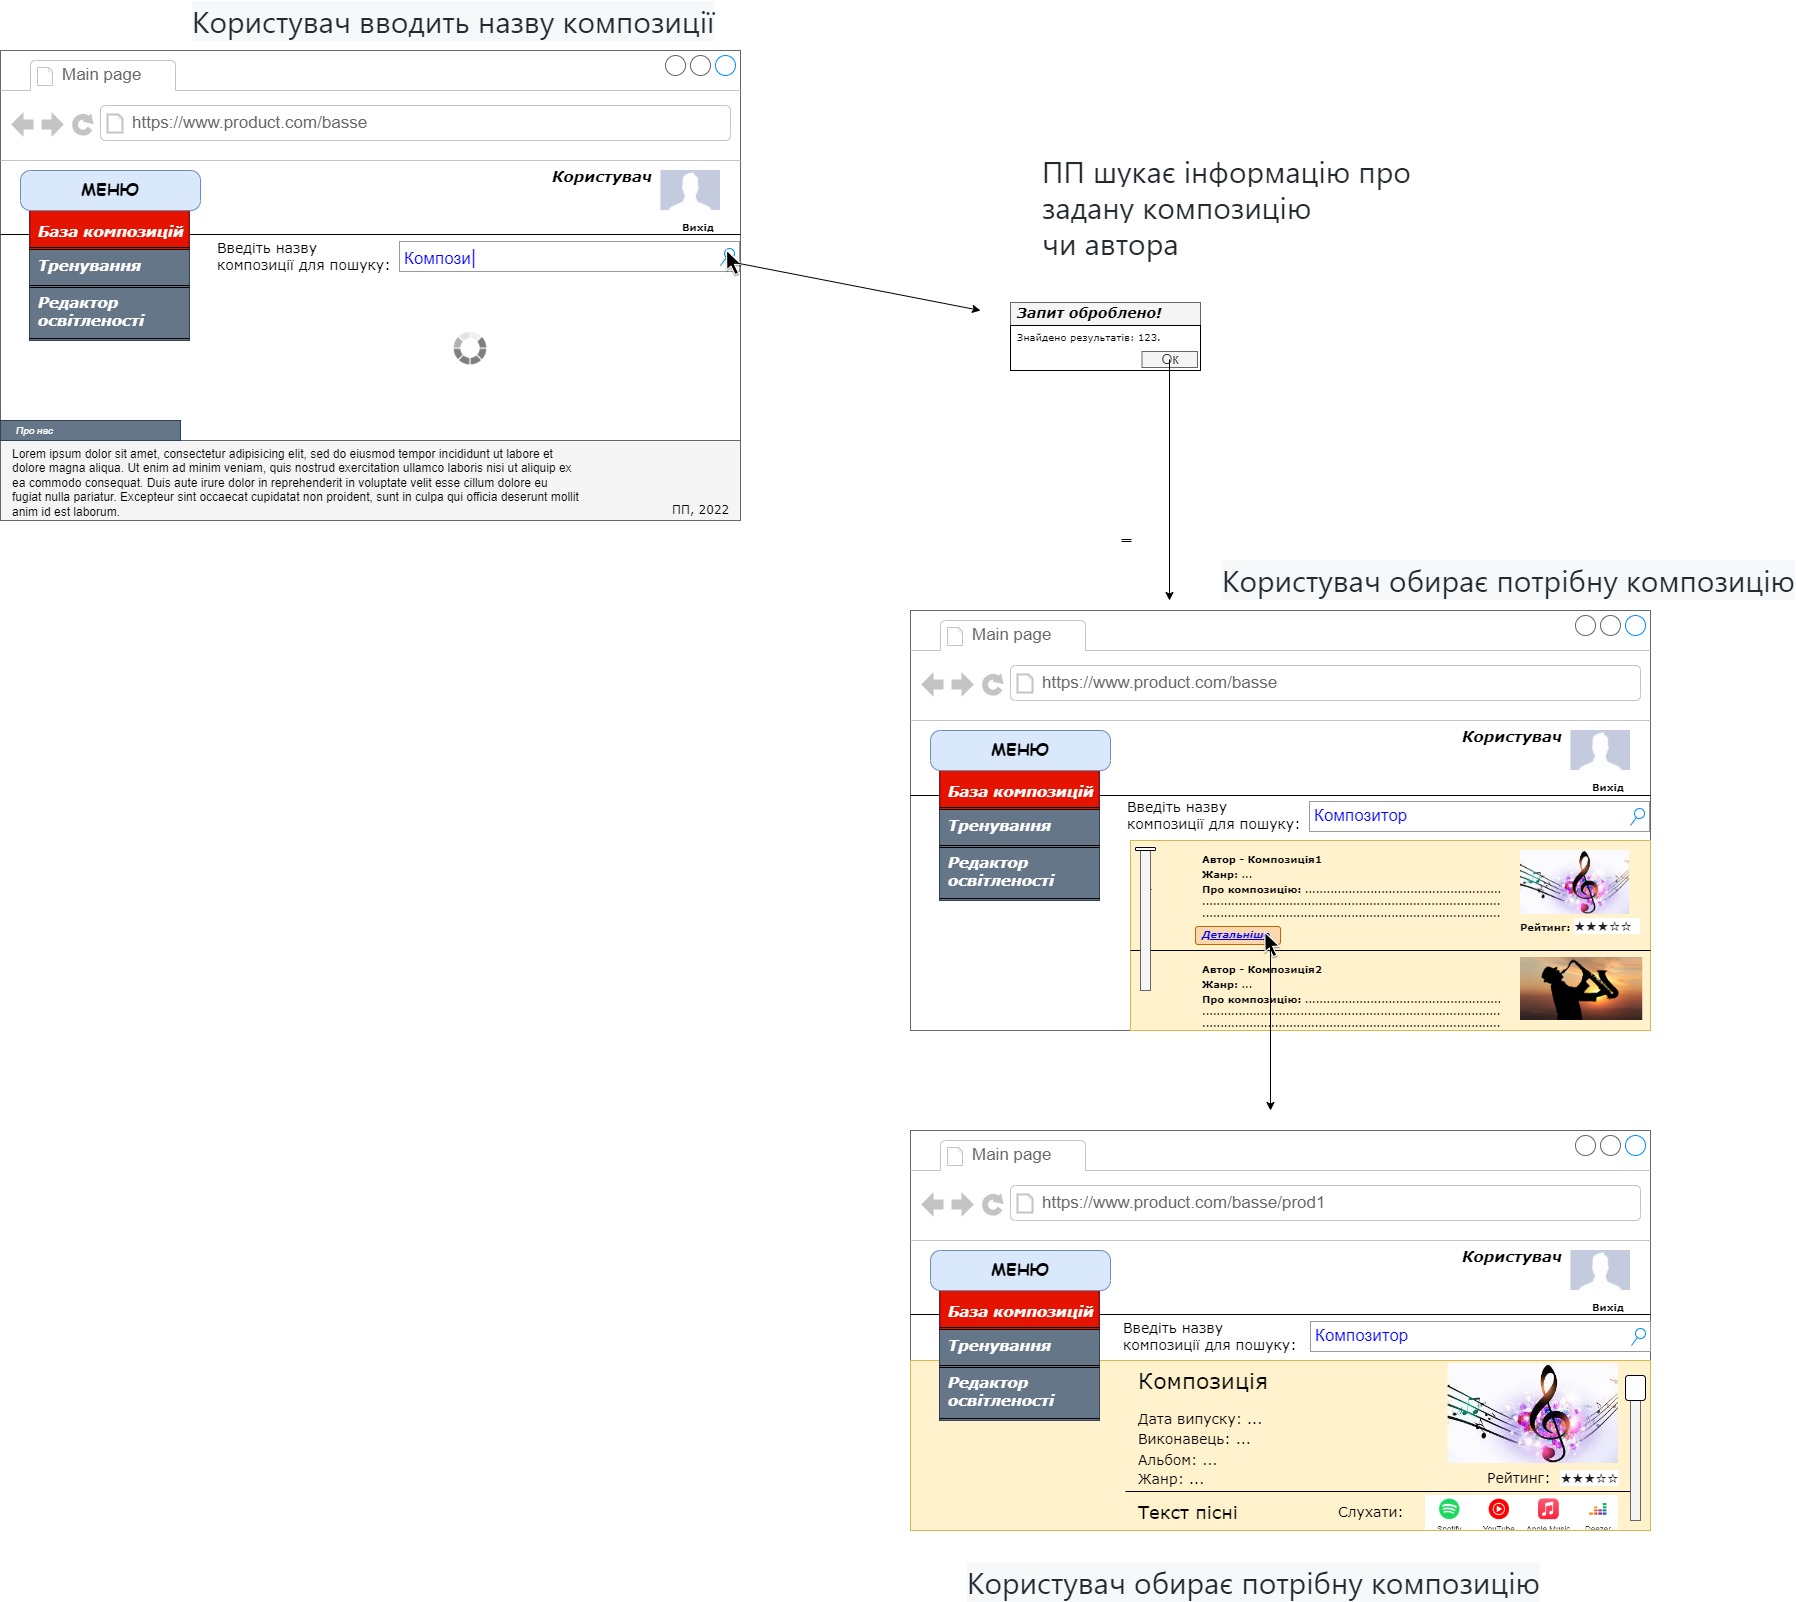 Користувач вводить назву композиції
Main page
https://www.product.com/basse
МЕНЮ
Користувач
Вихід
База композицій
Тренування
Редактор
освітленості
Введіть назву
композиції для пошуку:
Компози
Про нас
Lorem ipsum dolor sit amet, consectetur adipisicing elit, sed do eiusmod tempor incididunt ut labore et
dolore magna aliqua. Ut enim ad minim veniam, quis nostrud exercitation ullamco laboris nisi ut aliquip ex
ea commodo consequat. Duis aute irure dolor in reprehenderit in voluptate velit esse cillum dolore eu
fugiat nulla pariatur. Excepteur sint occaecat cupidatat non proident, sunt in culpa qui officia deserunt mollit
anim id est laborum.
ПП, 2022
ПП шукає інформацію про
задану композицію
чи автора
Запит оброблено!
Знайдено результатів: 123.
Ок
=
Користувач обирає потрібну композицію
Main page
https://www.product.com/basse
МЕНЮ
Користувач
Вихід
База композицій
Тренування
Редактор
освітленості
Введіть назву
композиції для пошуку:
Композитор
Автор - Композиція1
Жанр: ...
Про композицію: ......................................................
................................................................................
................................................................................
Детальніше
Рейтинг: ★★★☆☆
Автор - Композиція2
Жанр: ...
Про композицію: ......................................................
................................................................................
................................................................................
Main page
https://www.product.com/basse/prod1
МЕНЮ
Користувач
Вихід
База композицій
Тренування
Редактор
освітленості
Введіть назву
композиції для пошуку:
Композитор
Композиція
Дата випуску: ...
Виконавець: ...
Альбом: ...
Жанр: ...
Рейтинг: ★★★☆☆
Текст пісні
Слухати:
Spotify YouTube Apple Music Deezer
Користувач обирає потрібну композицію